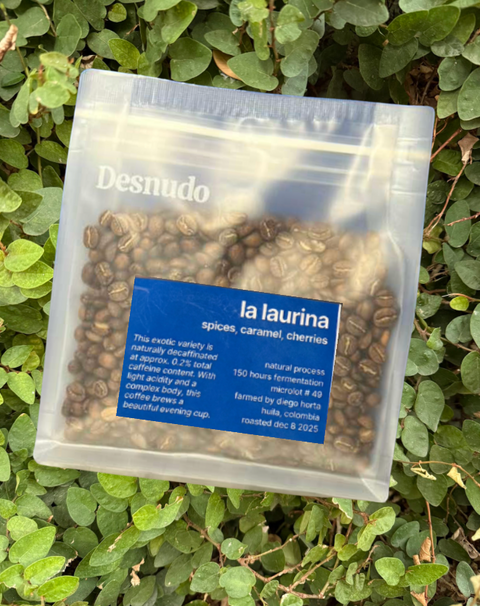 Desnudo
la laurina
spices, caramel, cherries
This exotic variety is
naturally decaffinated
at approx. 0.2% total
caffeine content. With
light acidity and a
complex body, this
coffee brews a
beautiful evening cup.
natural process
150 hours fermentation
microlot # 49
farmed by diego horta
huila, colombia
roasted dec 8 2025